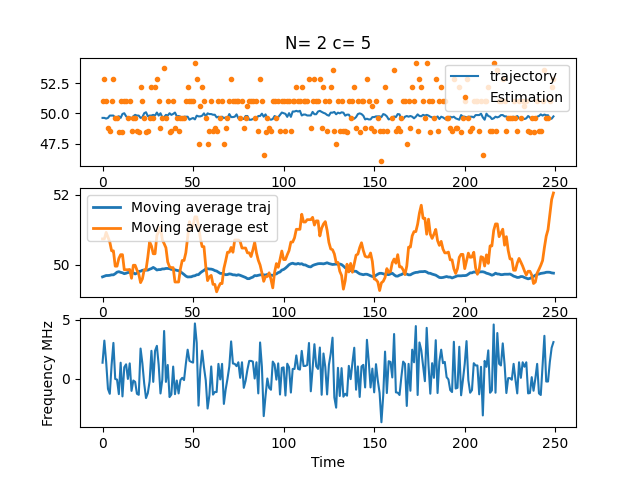 N= 2 c= 5
52.5
50.0
47.5
trajectory
Estimation
0 50 100 150 200 250
52
50
Moving average traj
Moving average est
0 50 100 150 200 250
5
0
Frequency MHz
0 50 100 150 200 250
Time